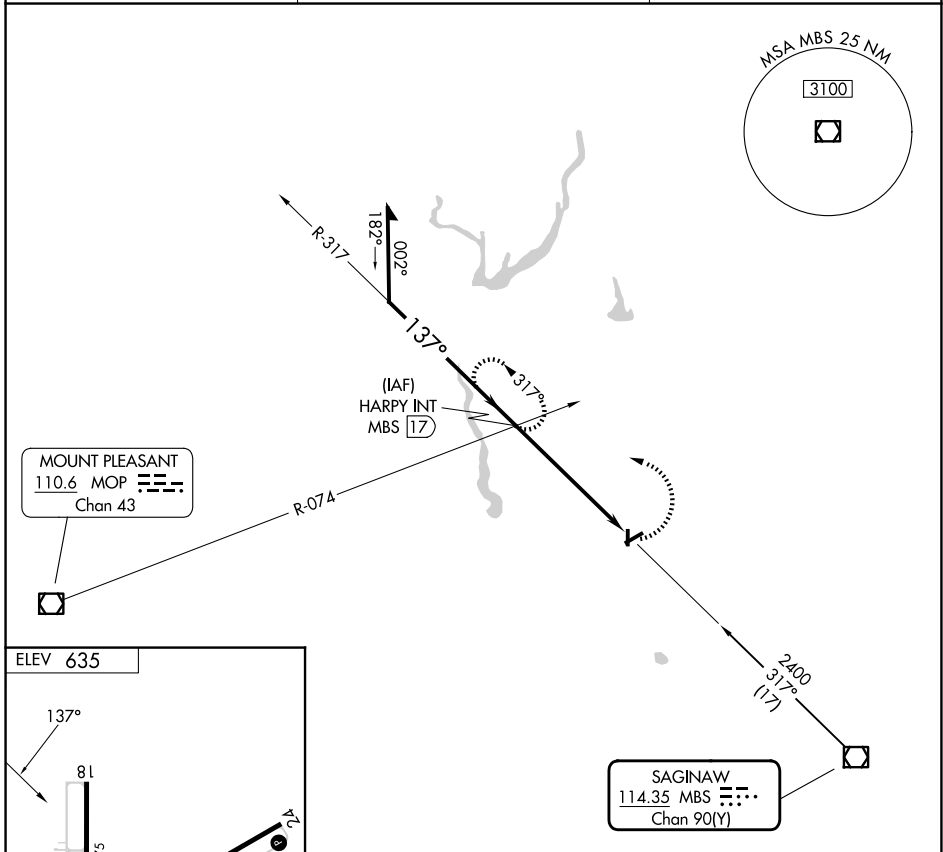 MSA MBS 25 NM
3100
R-317
182°
002°
137°
317°
(IAF)
HARPY INT
MBS 17
MOUNT PLEASANT
110.6 MOP
Chan 43
R-074
ELEV 635
137°
18
24
P
2400
317°
(17)
SAGINAW
114.35 MBS
Chan 90(Y)